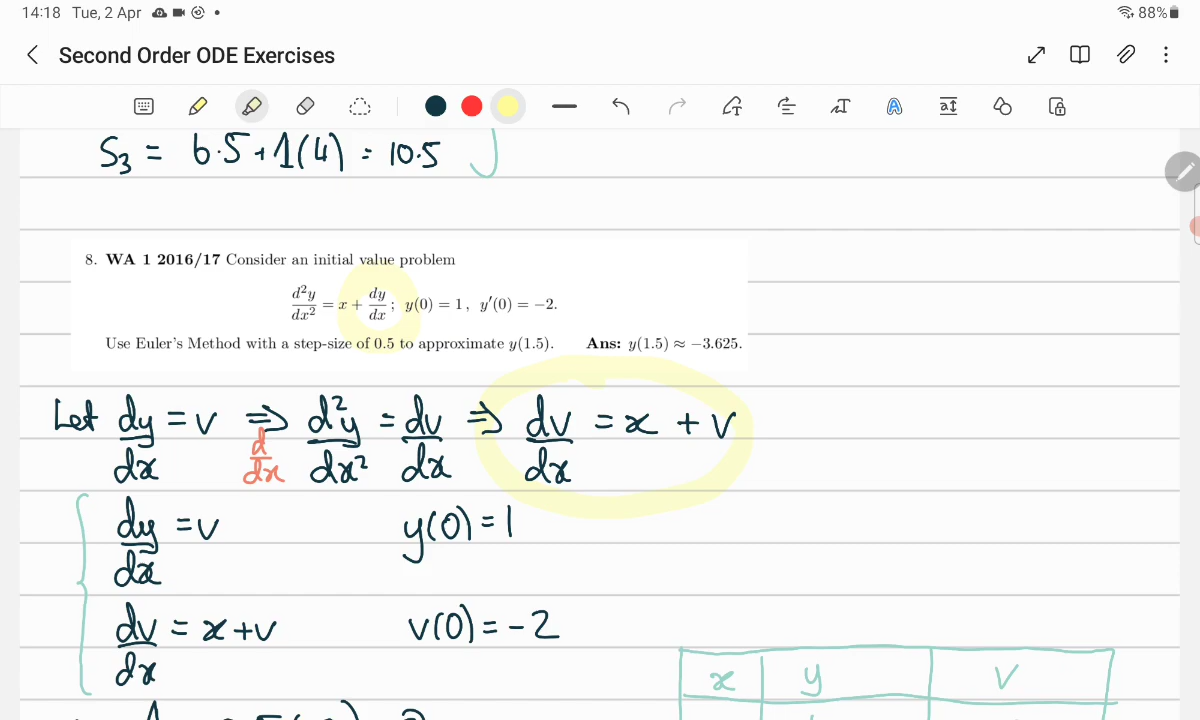 14:18 Tue, 2 Apr 88%
Second Order ODE Exercises
S₃ = 6.5+1(4) = 10.5
8. WA 1 2016/17 Consider an initial value problem
d²y/dx² = x + dy/dx ; y(0) = 1, y′(0) = −2.
Use Euler's Method with a step-size of 0.5 to approximate y(1.5). Ans: y(1.5) ≈ −3.625.
Let dy/dx = v ⇒ d/dx d²y/dx² = dv/dx ⇒ dv/dx = x + v
dy/dx = v y(0) = 1
dv/dx = x + v v(0) = −2
x y v